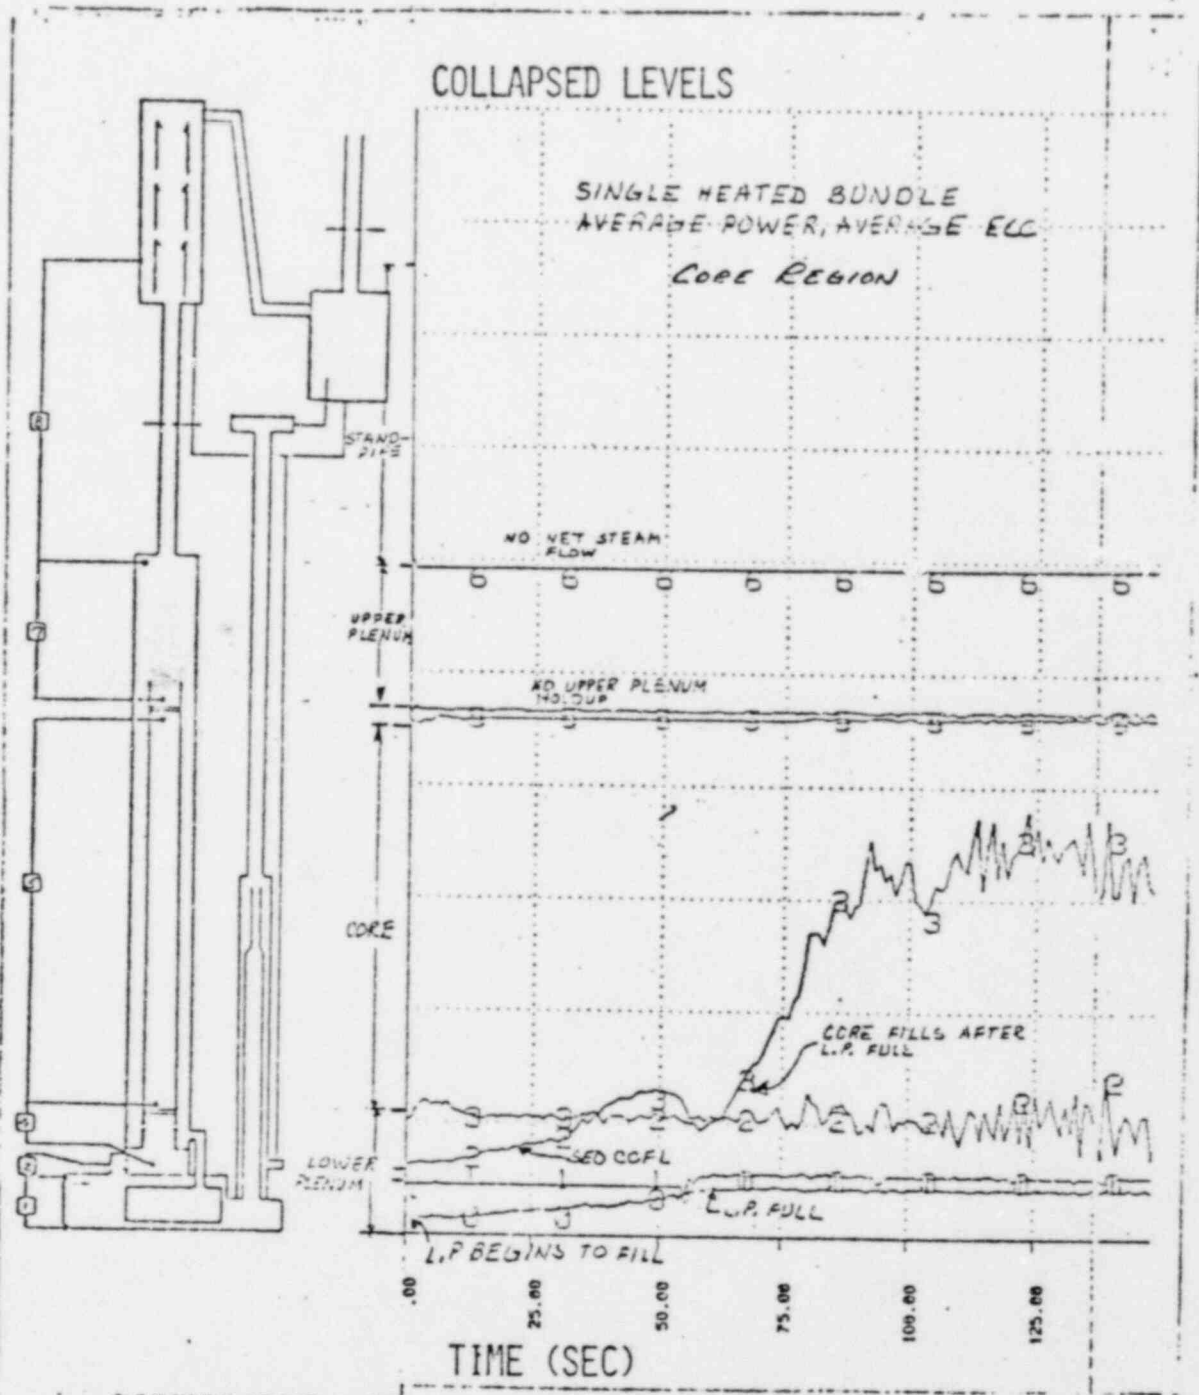 COLLAPSED LEVELS
SINGLE HEATED BUNDLE
AVERAGE POWER, AVERAGE ECC
CORE REGION
STAND-
PIPE
NO NET STEAM
FLOW
UPPER
PLENUM
NO UPPER PLENUM
HOLDUP
CORE
CORE FILLS AFTER
L.P. FULL
SEO CCFL
LOWER
PLENUM
L.P. FULL
L.P BEGINS TO FILL
.00
25.00
50.00
75.00
100.00
125.00
TIME (SEC)